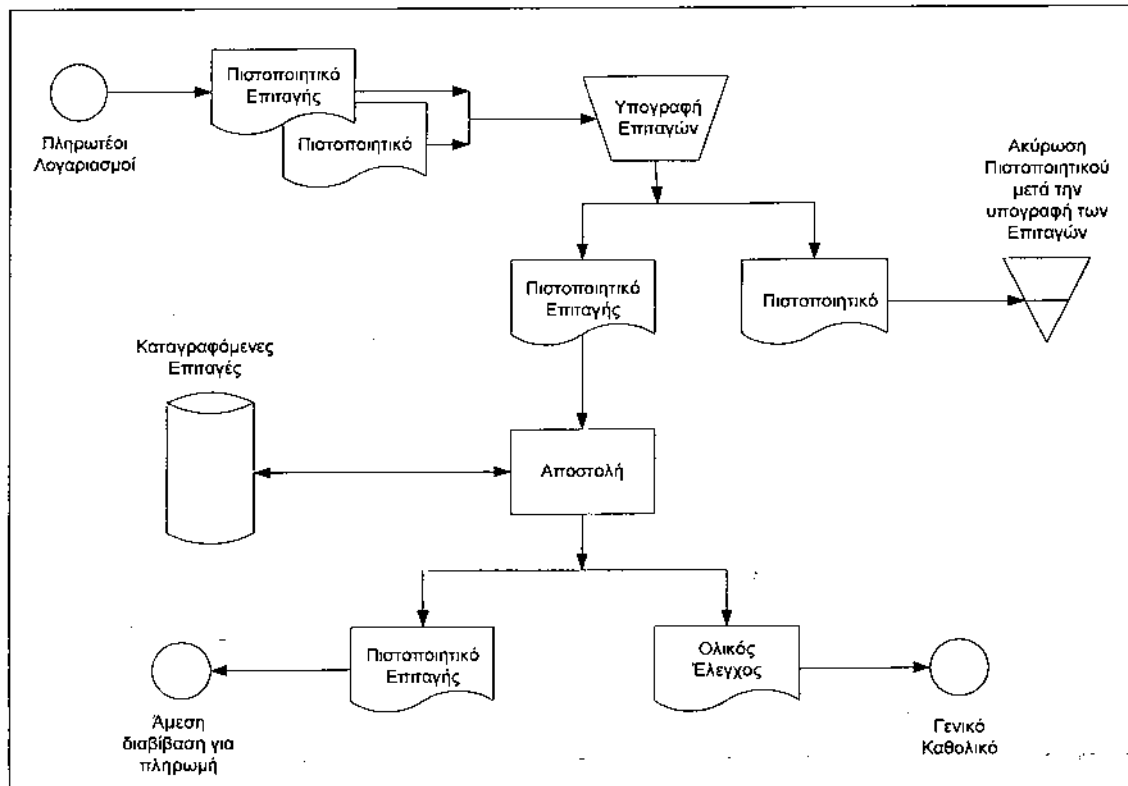 Πιστοποιητικό
Επιταγής
Πιστοποιητικό
Πληρωτέοι
Λογαριασμοί
Υπογραφή
Επιταγών
Ακύρωση
Πιστοποιητικού
μετά την
υπογραφή των
Επιταγών
Πιστοποιητικό
Επιταγής
Πιστοποιητικό
Καταγραφόμενες
Επιταγές
Αποστολή
Πιστοποιητικό
Επιταγής
Ολικός
Έλεγχος
Άμεση
διαβίβαση για
πληρωμή
Γενικό
Καθολικό